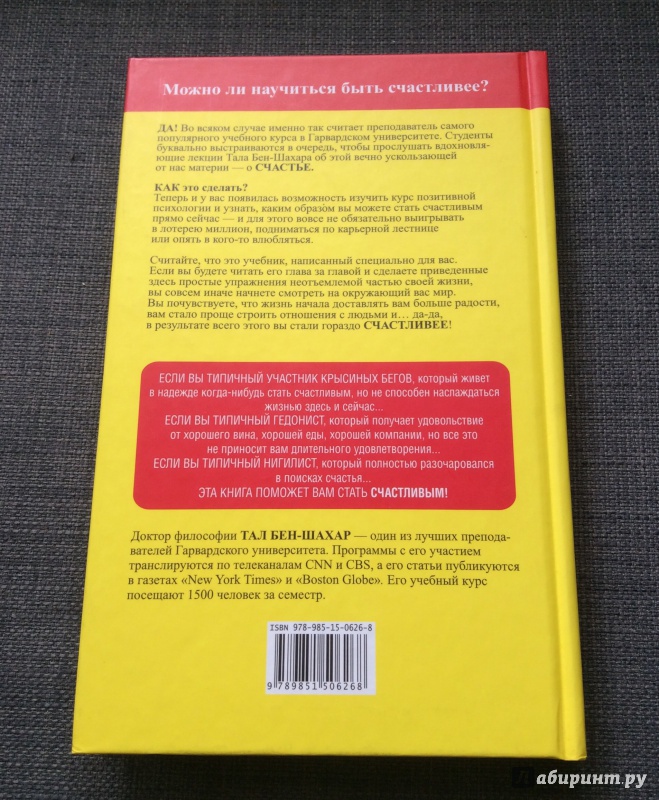 Можно ли научиться быть счастливее?
ДА! Во всяком случае именно так считает преподаватель самого
популярного учебного курса в Гарвардском университете. Студенты
буквально выстраиваются в очередь, чтобы прослушать вдохновля-
ющие лекции Тала Бен-Шахара об этой вечно ускользающей
от нас материи — о СЧАСТЬЕ.
КАК это сделать?
Теперь и у вас появилась возможность изучить курс позитивной
психологии и узнать, каким образом вы можете стать счастливым
прямо сейчас — и для этого вовсе не обязательно выигрывать
в лотерею миллион, подниматься по карьерной лестнице
или опять в кого-то влюбляться.
Считайте, что это учебник, написанный специально для вас.
Если вы будете читать его глава за главой и сделаете приведенные
здесь простые упражнения неотъемлемой частью своей жизни,
вы совсем иначе начнете смотреть на окружающий вас мир.
Вы почувствуете, что жизнь начала доставлять вам больше радости,
вам стало проще строить отношения с людьми и... да-да,
в результате всего этого вы стали гораздо СЧАСТЛИВЕЕ!
ЕСЛИ ВЫ ТИПИЧНЫЙ УЧАСТНИК КРЫСИНЫХ БЕГОВ, который живет
в надежде когда-нибудь стать счастливым, но не способен наслаждаться
жизнью здесь и сейчас...
ЕСЛИ ВЫ ТИПИЧНЫЙ ГЕДОНИСТ, который получает удовольствие
от хорошего вина, хорошей еды, хорошей компании, но все это
не приносит вам длительного удовлетворения...
ЕСЛИ ВЫ ТИПИЧНЫЙ НИГИЛИСТ, который полностью разочаровался
в поисках счастья...
ЭТА КНИГА ПОМОЖЕТ ВАМ СТАТЬ СЧАСТЛИВЫМ!
Доктор философии ТАЛ БЕН-ШАХАР — один из лучших препода-
вателей Гарвардского университета. Программы с его участием
транслируются по телеканалам CNN и CBS, а его статьи публикуются
в газетах «New York Times» и «Boston Globe». Его учебный курс
посещают 1500 человек за семестр.
ISBN 978-985-15-0626-8
9 789851 506268
Лабиринт.ру